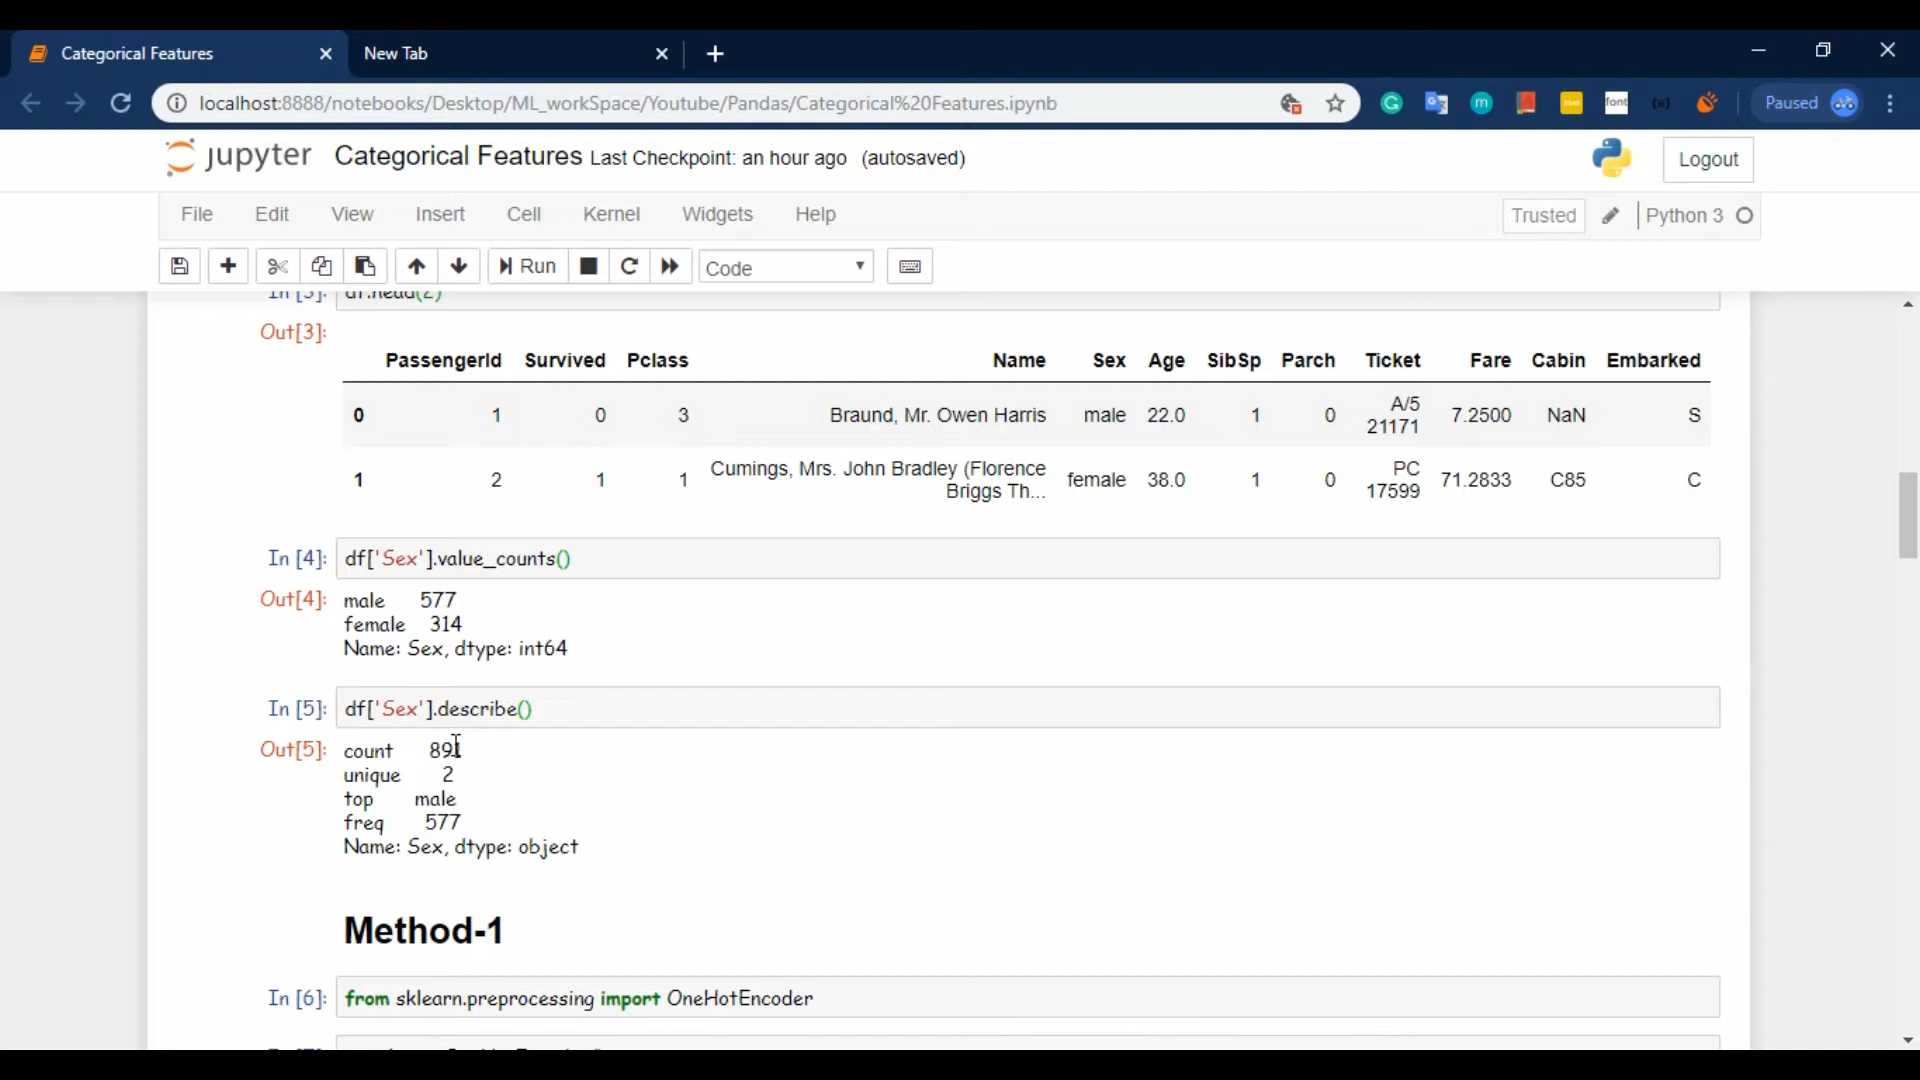 Categorical Features
New Tab
localhost:8888/notebooks/Desktop/ML_workSpace/Youtube/Pandas/Categorical%20Features.ipynb
font
Paused
jupyter Categorical Features Last Checkpoint: an hour ago (autosaved)
Logout
File Edit View Insert Cell Kernel Widgets Help
Trusted Python 3
Run Code
In [3]: df.head(2)
Out[3]:
PassengerId Survived Pclass Name Sex Age SibSp Parch Ticket Fare Cabin Embarked
0 1 0 3 Braund, Mr. Owen Harris male 22.0 1 0 A/5 21171 7.2500 NaN S
1 2 1 1 Cumings, Mrs. John Bradley (Florence Briggs Th... female 38.0 1 0 PC 17599 71.2833 C85 C
In [4]: df['Sex'].value_counts()
Out[4]: male 577
female 314
Name: Sex, dtype: int64
In [5]: df['Sex'].describe()
Out[5]: count 891
unique 2
top male
freq 577
Name: Sex, dtype: object
Method-1
In [6]: from sklearn.preprocessing import OneHotEncoder